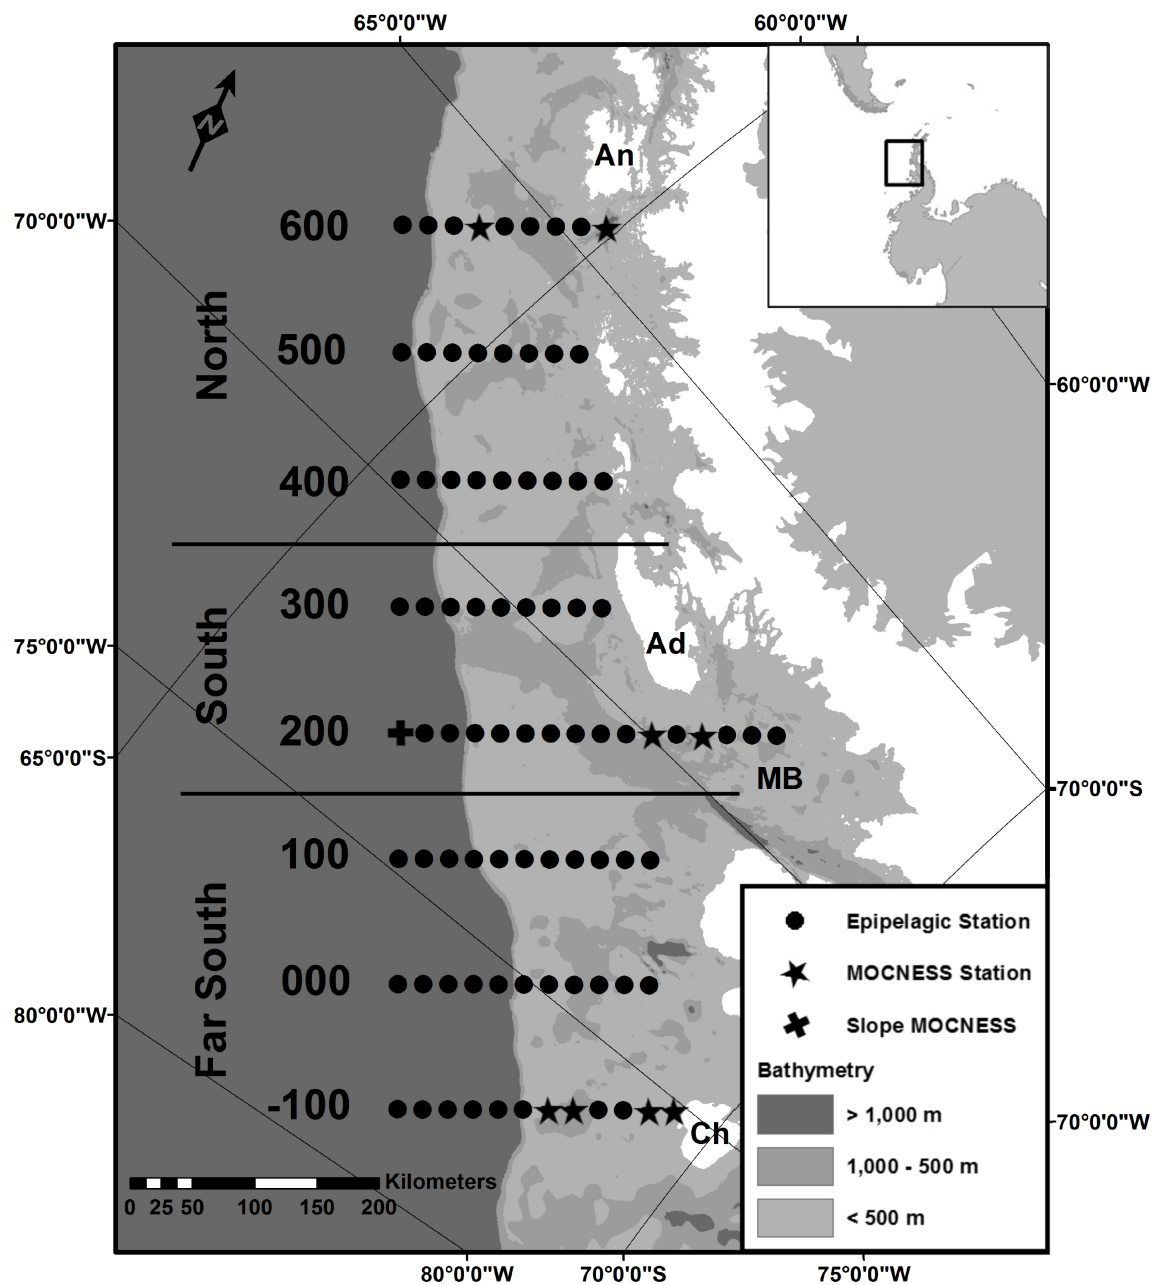 65°0'0"W
60°0'0"W
N
An
70°0'0"W
600
North
500
60°0'0"W
400
300
South
Ad
75°0'0"W
200
65°0'0"S
MB
70°0'0"S
100
Far South
000
80°0'0"W
-100
Ch
70°0'0"W
Epipelagic Station
MOCNESS Station
Slope MOCNESS
Bathymetry
> 1,000 m
1,000 - 500 m
< 500 m
Kilometers
0 25 50 100 150 200
80°0'0"W
70°0'0"S
75°0'0"W